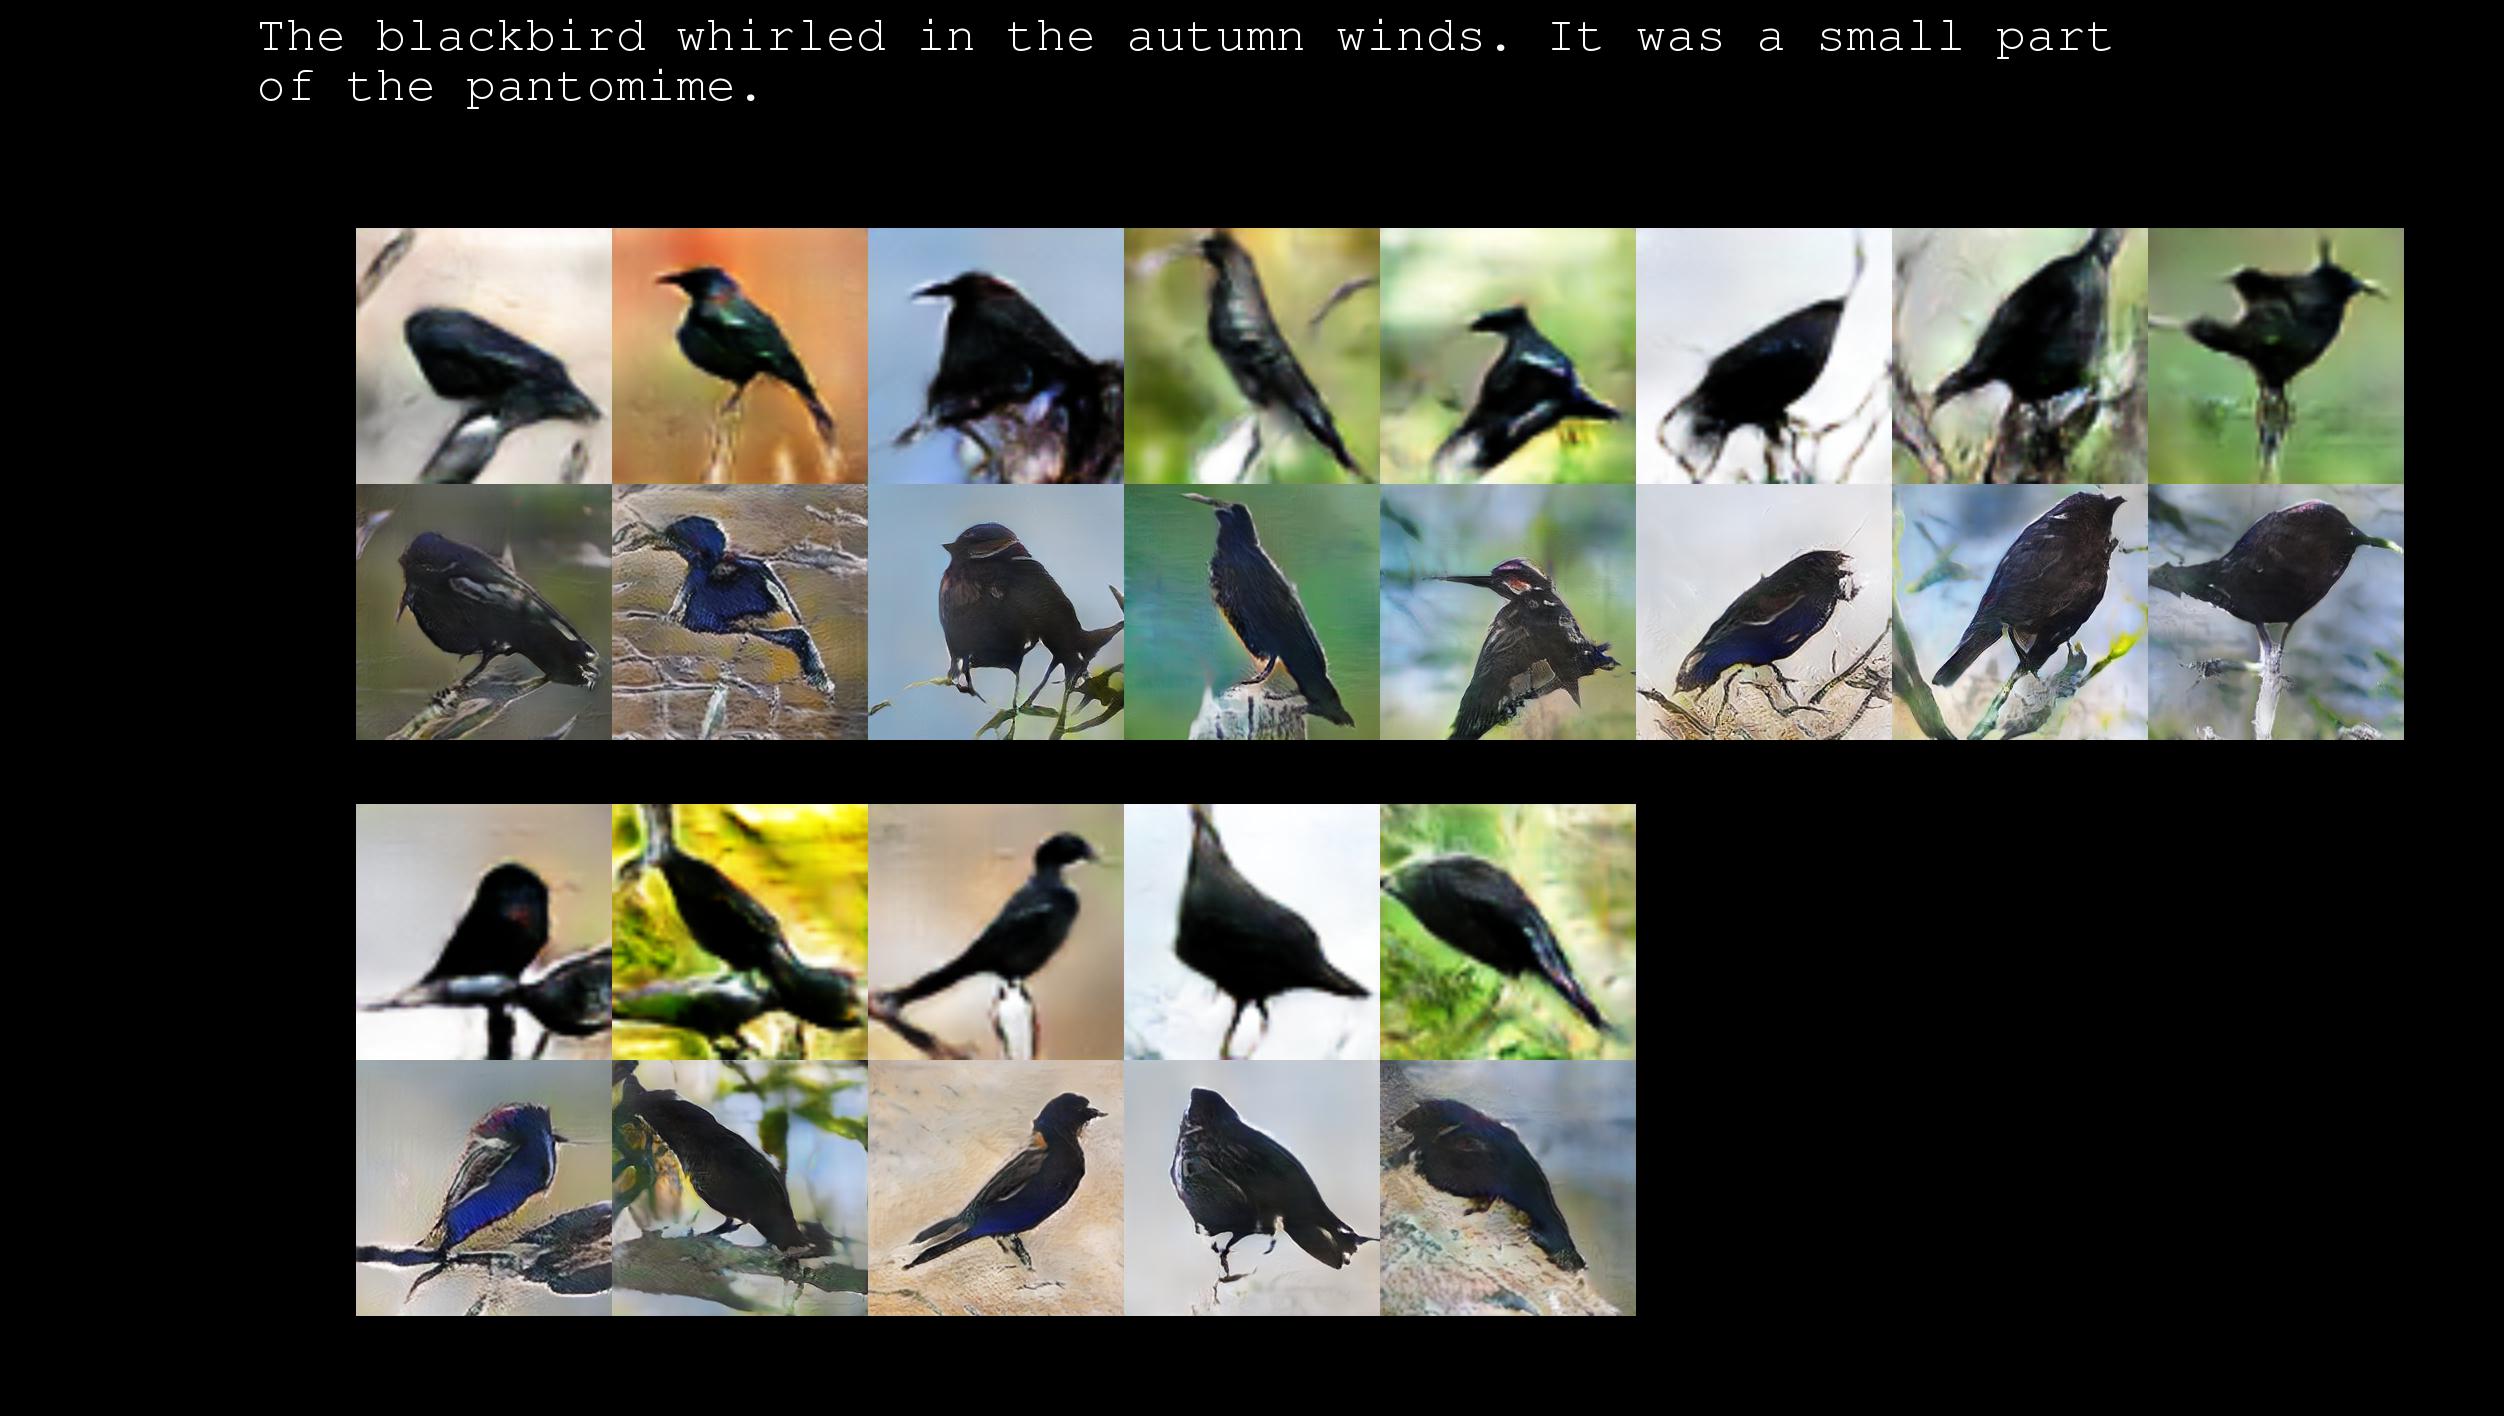 The blackbird whirled in the autumn winds. It was a small part
of the pantomime.